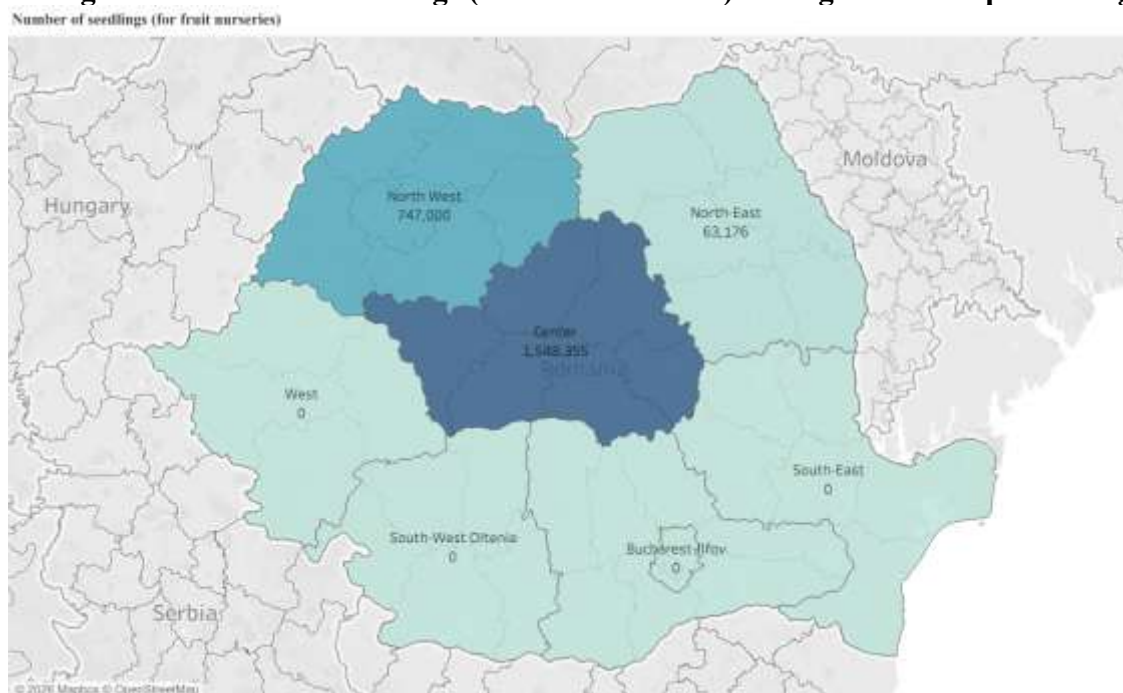 Number of seedlings (for fruit nurseries)
Hungary
North West
747,000
North-East
63,176
Moldova
Center
1,548,355
Romania
West
0
South-East
0
South-West Oltenia
0
Bucharest-Ilfov
0
Serbia
© 2026 Mapbox © OpenStreetMap